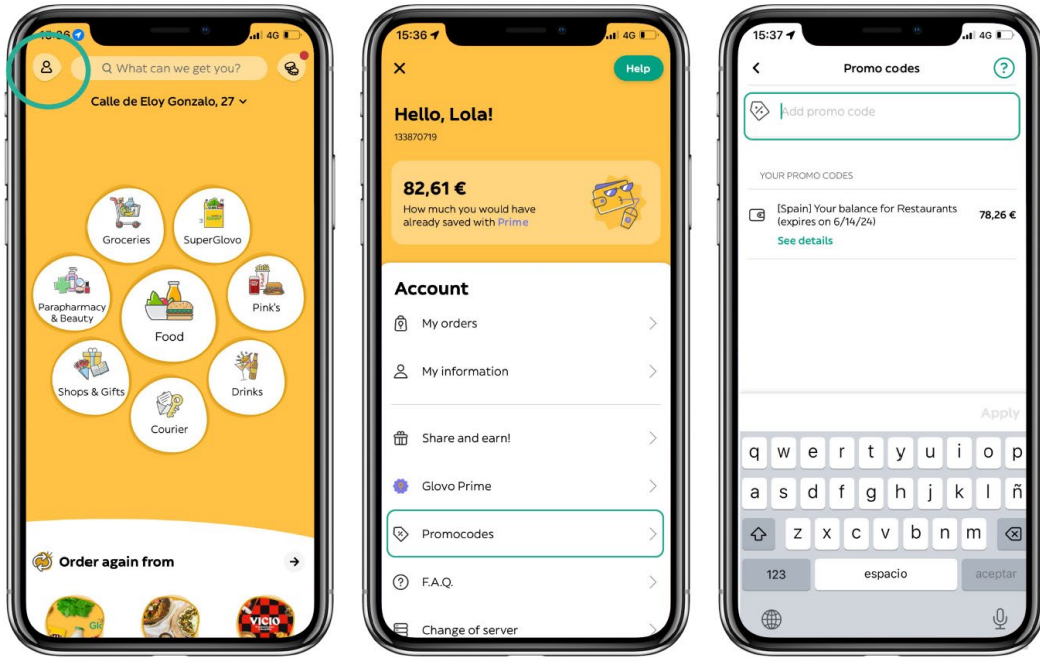 15:36
4G
What can we get you?
Calle de Eloy Gonzalo, 27
Groceries
SuperGlovo
Parapharmacy
& Beauty
Food
Pink's
Shops & Gifts
Drinks
Courier
Order again from
VICIO
15:36
4G
Help
Hello, Lola!
133870719
82,61 €
How much you would have
already saved with Prime
Account
My orders
My information
Share and earn!
Glovo Prime
Promocodes
F.A.Q.
Change of server
15:37
4G
Promo codes
?
Add promo code
YOUR PROMO CODES
[Spain] Your balance for Restaurants
(expires on 6/14/24)
78,26 €
See details
Apply
q w e r t y u i o p
a s d f g h j k l ñ
z x c v b n m
123 espacio aceptar